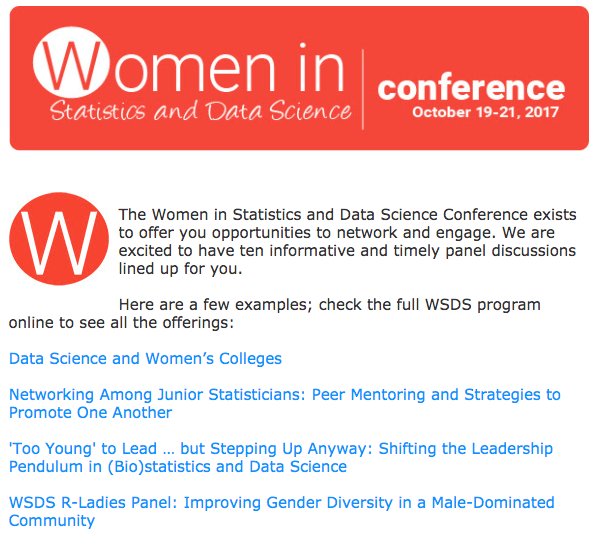 Women in
Statistics and Data Science
conference
October 19-21, 2017
W
The Women in Statistics and Data Science Conference exists
to offer you opportunities to network and engage. We are
excited to have ten informative and timely panel discussions
lined up for you.
Here are a few examples; check the full WSDS program
online to see all the offerings:
Data Science and Women’s Colleges
Networking Among Junior Statisticians: Peer Mentoring and Strategies to
Promote One Another
'Too Young' to Lead … but Stepping Up Anyway: Shifting the Leadership
Pendulum in (Bio)statistics and Data Science
WSDS R-Ladies Panel: Improving Gender Diversity in a Male-Dominated
Community